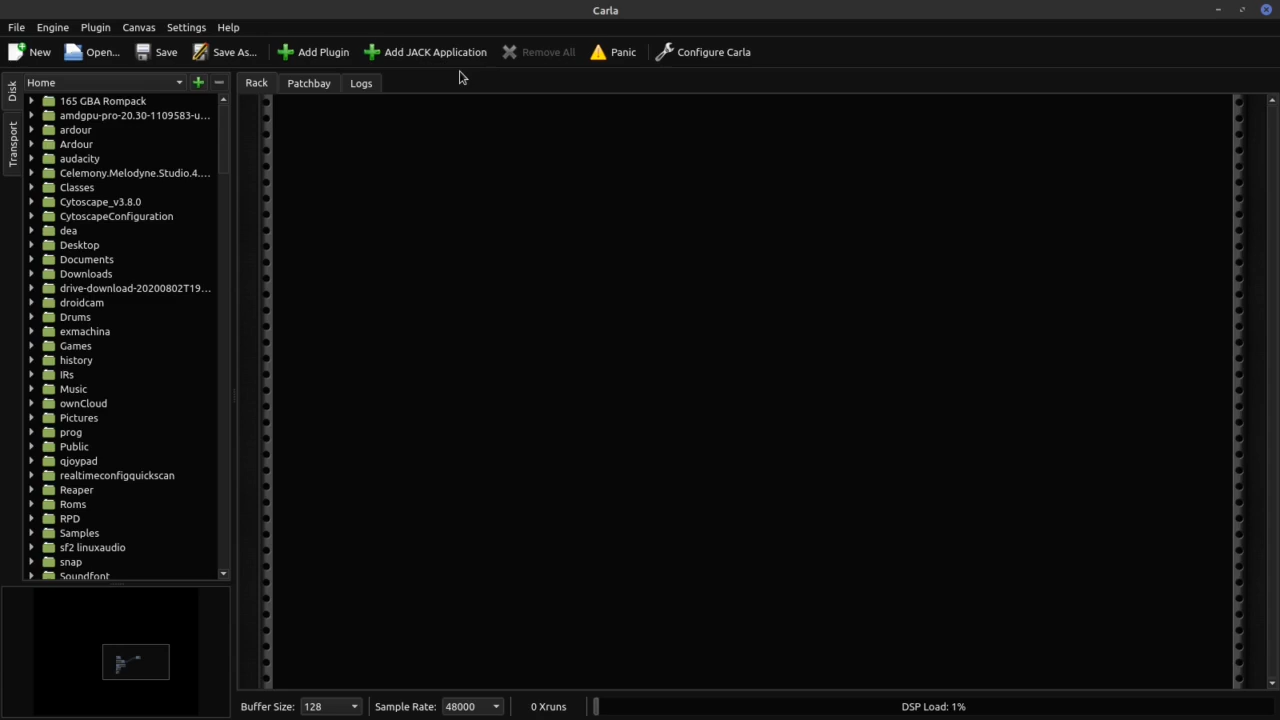 Carla
File Engine Plugin Canvas Settings Help
New Open... Save Save As... Add Plugin Add JACK Application Remove All Panic Configure Carla
Disk
Transport
Home
Rack Patchbay Logs
165 GBA Rompack
amdgpu-pro-20.30-1109583-u...
ardour
Ardour
audacity
Celemony.Melodyne.Studio.4....
Classes
Cytoscape_v3.8.0
CytoscapeConfiguration
dea
Desktop
Documents
Downloads
drive-download-20200802T19...
droidcam
Drums
exmachina
Games
history
IRs
Music
ownCloud
Pictures
prog
Public
qjoypad
realtimeconfigquickscan
Reaper
Roms
RPD
Samples
sf2 linuxaudio
snap
Soundfont
Buffer Size: 128 Sample Rate: 48000 0 Xruns DSP Load: 1%